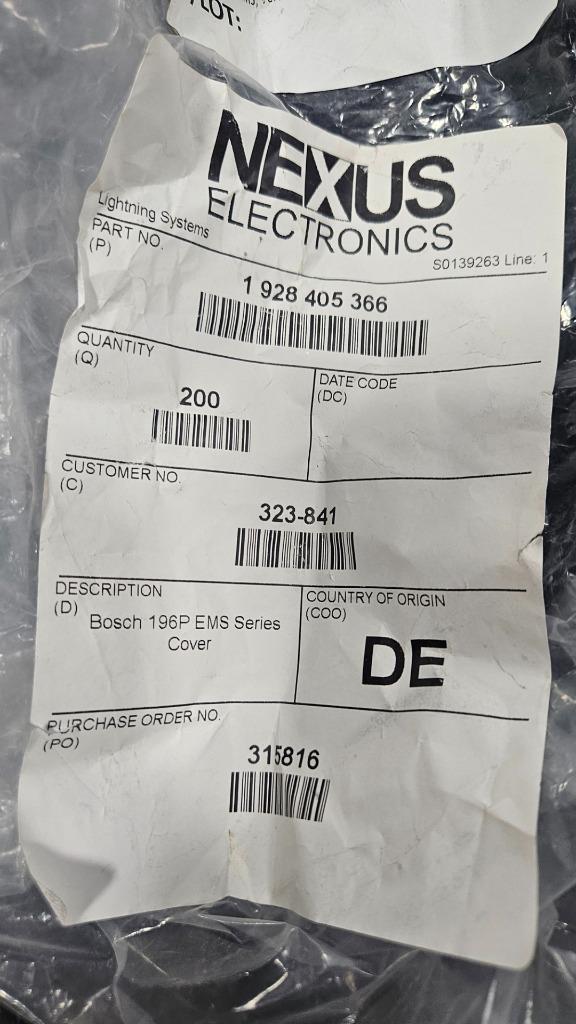 LOT:
NEXUS
ELECTRONICS
Lightning Systems
S0139263 Line: 1
PART NO.
(P)
1 928 405 366
QUANTITY
(Q)
200
DATE CODE
(DC)
CUSTOMER NO.
(C)
323-841
DESCRIPTION
(D)
Bosch 196P EMS Series
Cover
COUNTRY OF ORIGIN
(COO)
DE
PURCHASE ORDER NO.
(PO)
315816